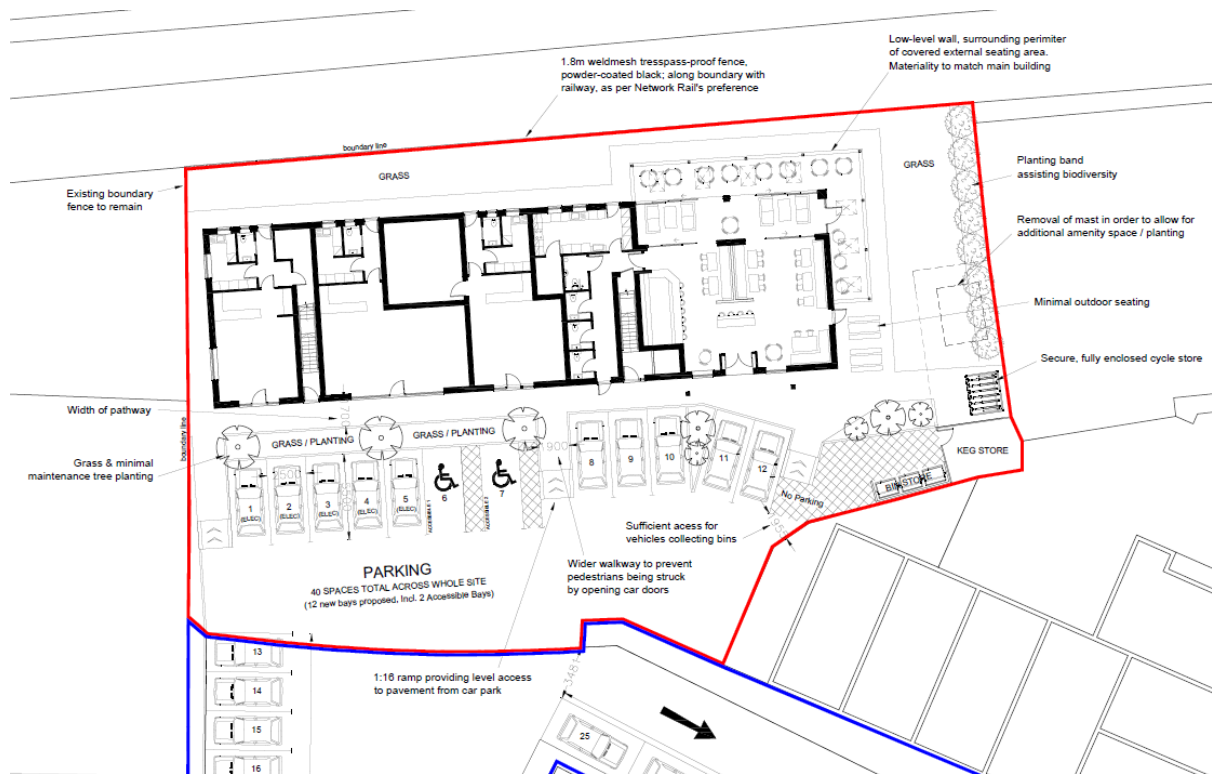 Low-level wall, surrounding perimiter
of covered external seating area.
Materiality to match main building
1.8m weldmesh tresspass-proof fence,
powder-coated black; along boundary with
railway, as per Network Rail's preference
boundary line
GRASS
GRASS
Existing boundary
fence to remain
Planting band
assisting biodiversity
Removal of mast in order to allow for
additional amenity space / planting
Minimal outdoor seating
Secure, fully enclosed cycle store
Width of pathway
boundary line
GRASS / PLANTING
GRASS / PLANTING
Grass & minimal
maintenance tree planting
KEG STORE
BIN STORE
No Parking
1
(ELEC)
2
(ELEC)
3
(ELEC)
4
(ELEC)
5
(ELEC)
6
ACCESSIBLE 1
7
ACCESSIBLE 2
900
8
9
10
11
12
Sufficient acess for
vehicles collecting bins
Wider walkway to prevent
pedestrians being struck
by opening car doors
PARKING
40 SPACES TOTAL ACROSS WHOLE SITE
(12 new bays proposed, Incl. 2 Accessible Bays)
1:16 ramp providing level access
to pavement from car park
13
14
15
16
3481
25